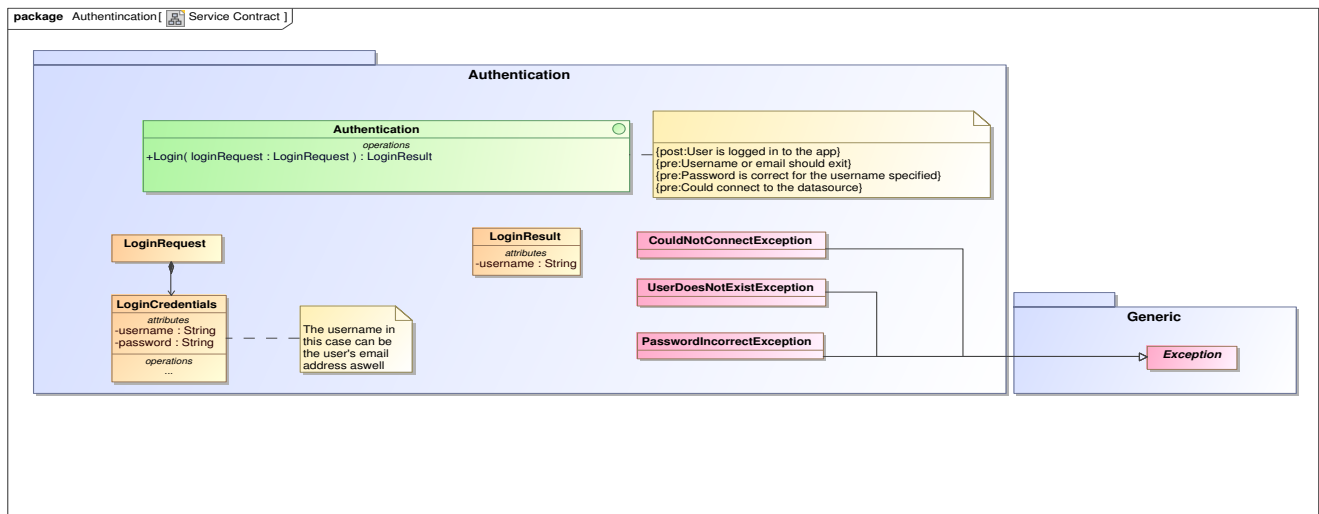 package Authentincation[ Service Contract ]
Authentication
Authentication
operations
+Login( loginRequest : LoginRequest ) : LoginResult
{post:User is logged in to the app}
{pre:Username or email should exit}
{pre:Password is correct for the username specified}
{pre:Could connect to the datasource}
LoginRequest
LoginResult
attributes
-username : String
CouldNotConnectException
UserDoesNotExistException
PasswordIncorrectException
LoginCredentials
attributes
-username : String
-password : String
operations
...
The username in
this case can be
the user's email
address aswell
Generic
Exception